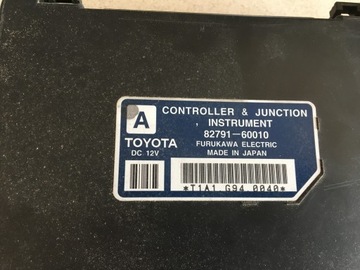 A
CONTROLLER & JUNCTION
INSTRUMENT
82791-60010
TOYOTA
FURUKAWA ELECTRIC
DC 12V
MADE IN JAPAN
*T1A1 G94 0040*